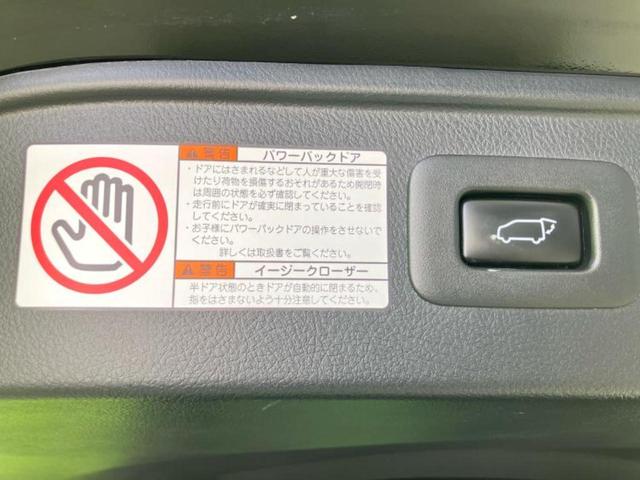 警告 パワーバックドア
・ドアにはさまれるなどして人が重大な傷害を受
けたり荷物を損傷するおそれがあるため開閉時
は周囲の状態を必ず確認してください。
・走行前にドアが確実に閉まっていることを確認
してください。
・お子様にパワーバックドアの操作をさせないで
ください。
詳しくは取扱書をご覧ください。
警告 イージークローザー
半ドア状態のときドアが自動的に閉まるため、
指をはさまないよう十分注意してください。